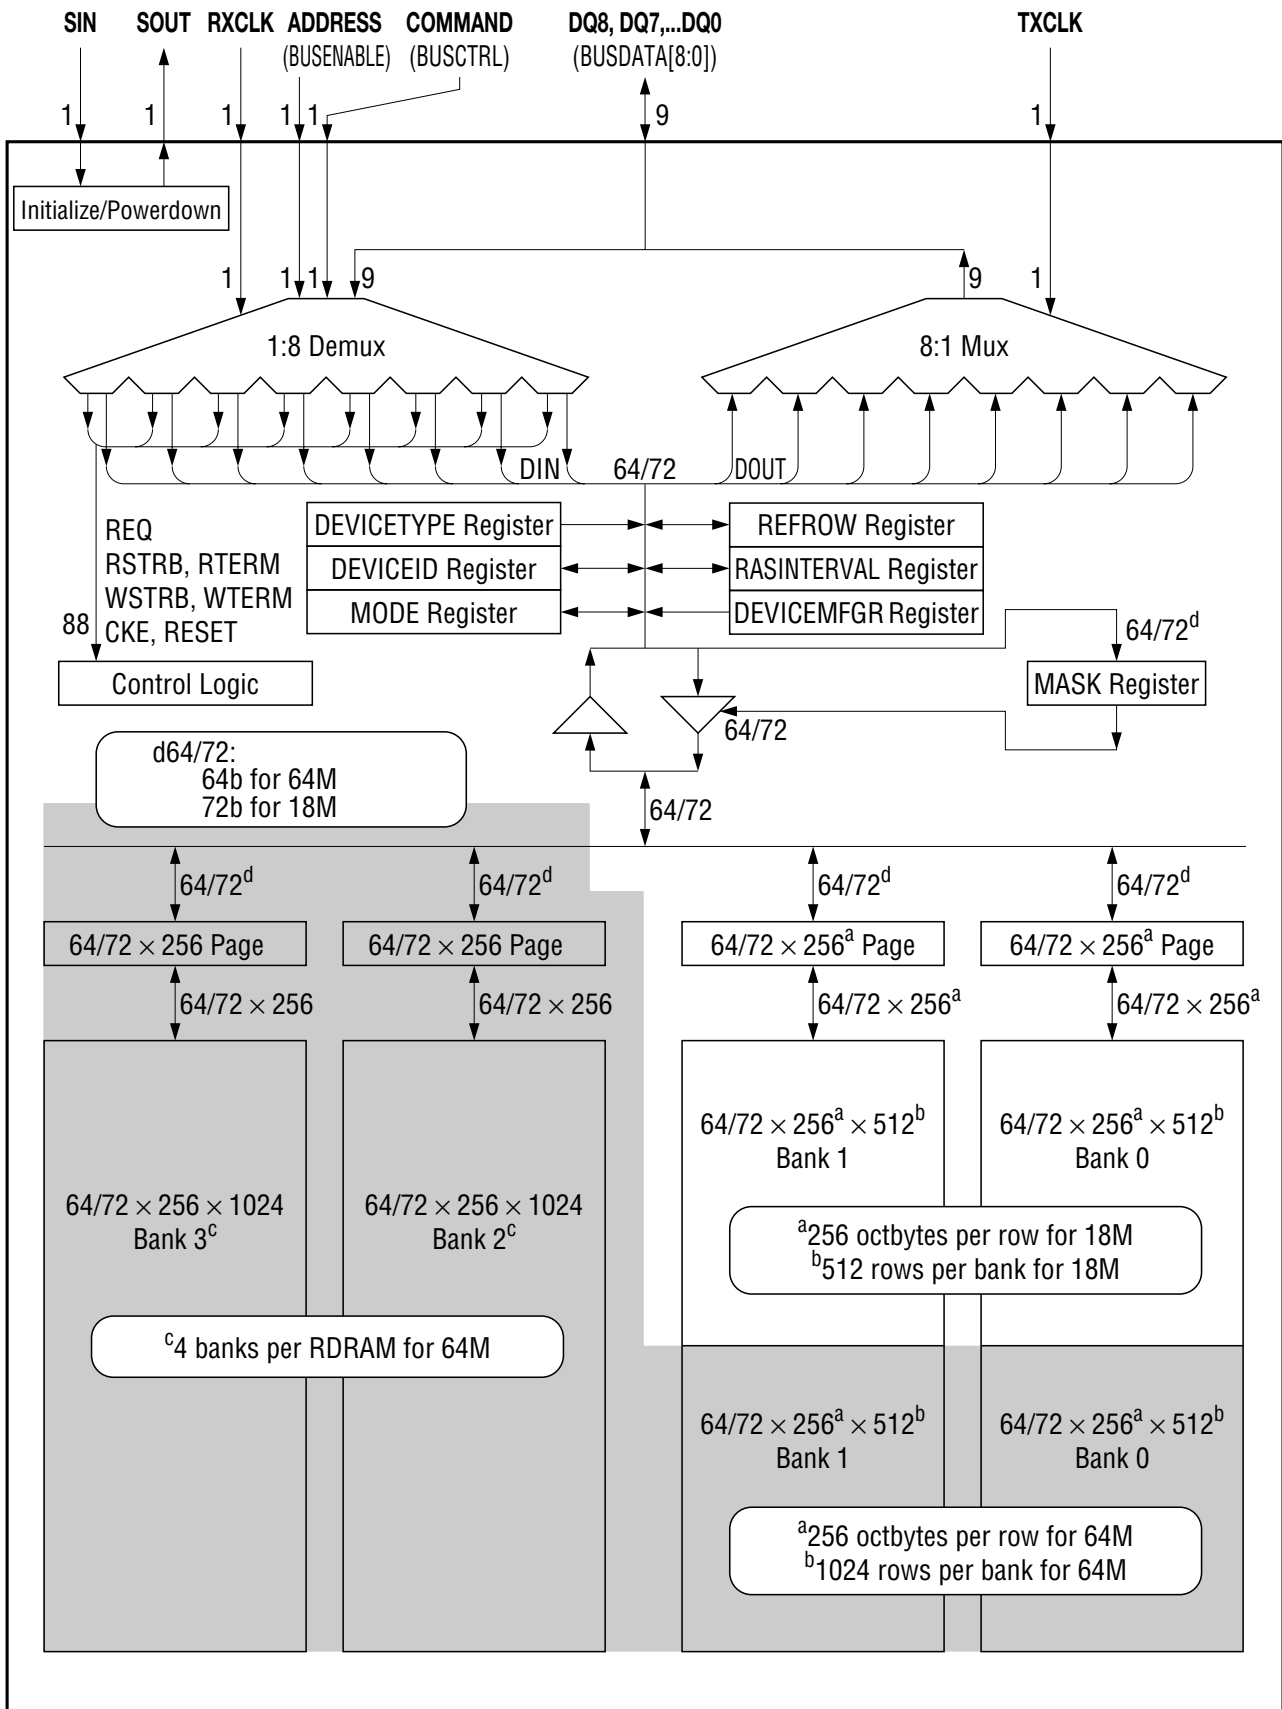 SIN SOUT RXCLK ADDRESS COMMAND DQ8, DQ7,...DQ0 TXCLK
(BUSENABLE) (BUSCTRL) (BUSDATA[8:0])
1 1 1 1 1 9 1
Initialize/Powerdown
1 1 1 9 9 1
1:8 Demux 8:1 Mux
DIN 64/72 DOUT
REQ
RSTRB, RTERM
WSTRB, WTERM
CKE, RESET
88
Control Logic
DEVICETYPE Register REFROW Register
DEVICEID Register RASINTERVAL Register
MODE Register DEVICEMFGR Register
64/72d
MASK Register
64/72
d64/72:
64b for 64M
72b for 18M
64/72
64/72d 64/72d 64/72d 64/72d
64/72 × 256 Page 64/72 × 256 Page 64/72 × 256a Page 64/72 × 256a Page
64/72 × 256 64/72 × 256 64/72 × 256a 64/72 × 256a
64/72 × 256a × 512b 64/72 × 256a × 512b
Bank 1 Bank 0
64/72 × 256 × 1024 64/72 × 256 × 1024
Bank 3c Bank 2c
a256 octbytes per row for 18M
b512 rows per bank for 18M
c4 banks per RDRAM for 64M
64/72 × 256a × 512b 64/72 × 256a × 512b
Bank 1 Bank 0
a256 octbytes per row for 64M
b1024 rows per bank for 64M